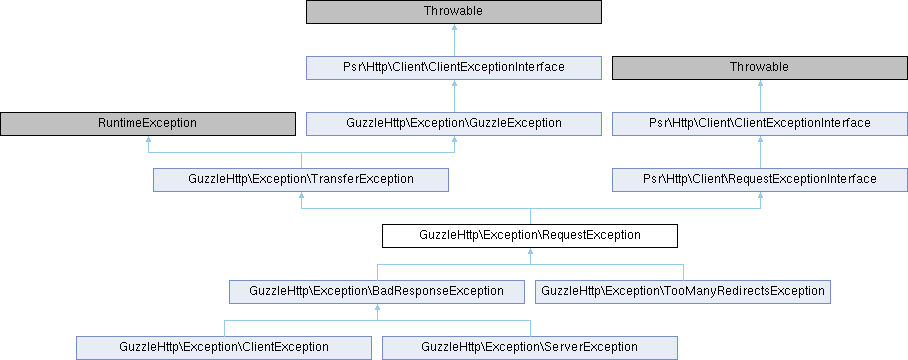 Throwable
Psr\Http\Client\ClientExceptionInterface
Throwable
RuntimeException
GuzzleHttp\Exception\GuzzleException
Psr\Http\Client\ClientExceptionInterface
GuzzleHttp\Exception\TransferException
Psr\Http\Client\RequestExceptionInterface
GuzzleHttp\Exception\RequestException
GuzzleHttp\Exception\BadResponseException
GuzzleHttp\Exception\TooManyRedirectsException
GuzzleHttp\Exception\ClientException
GuzzleHttp\Exception\ServerException